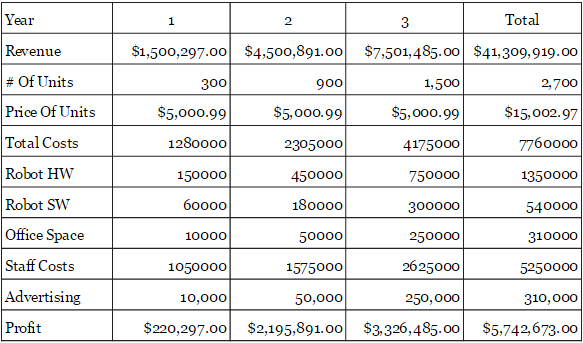 Year 1 2 3 Total
Revenue $1,500,297.00 $4,500,891.00 $7,501,485.00 $41,309,919.00
# Of Units 300 900 1,500 2,700
Price Of Units $5,000.99 $5,000.99 $5,000.99 $15,002.97
Total Costs 1280000 2305000 4175000 7760000
Robot HW 150000 450000 750000 1350000
Robot SW 60000 180000 300000 540000
Office Space 10000 50000 250000 310000
Staff Costs 1050000 1575000 2625000 5250000
Advertising 10,000 50,000 250,000 310,000
Profit $220,297.00 $2,195,891.00 $3,326,485.00 $5,742,673.00